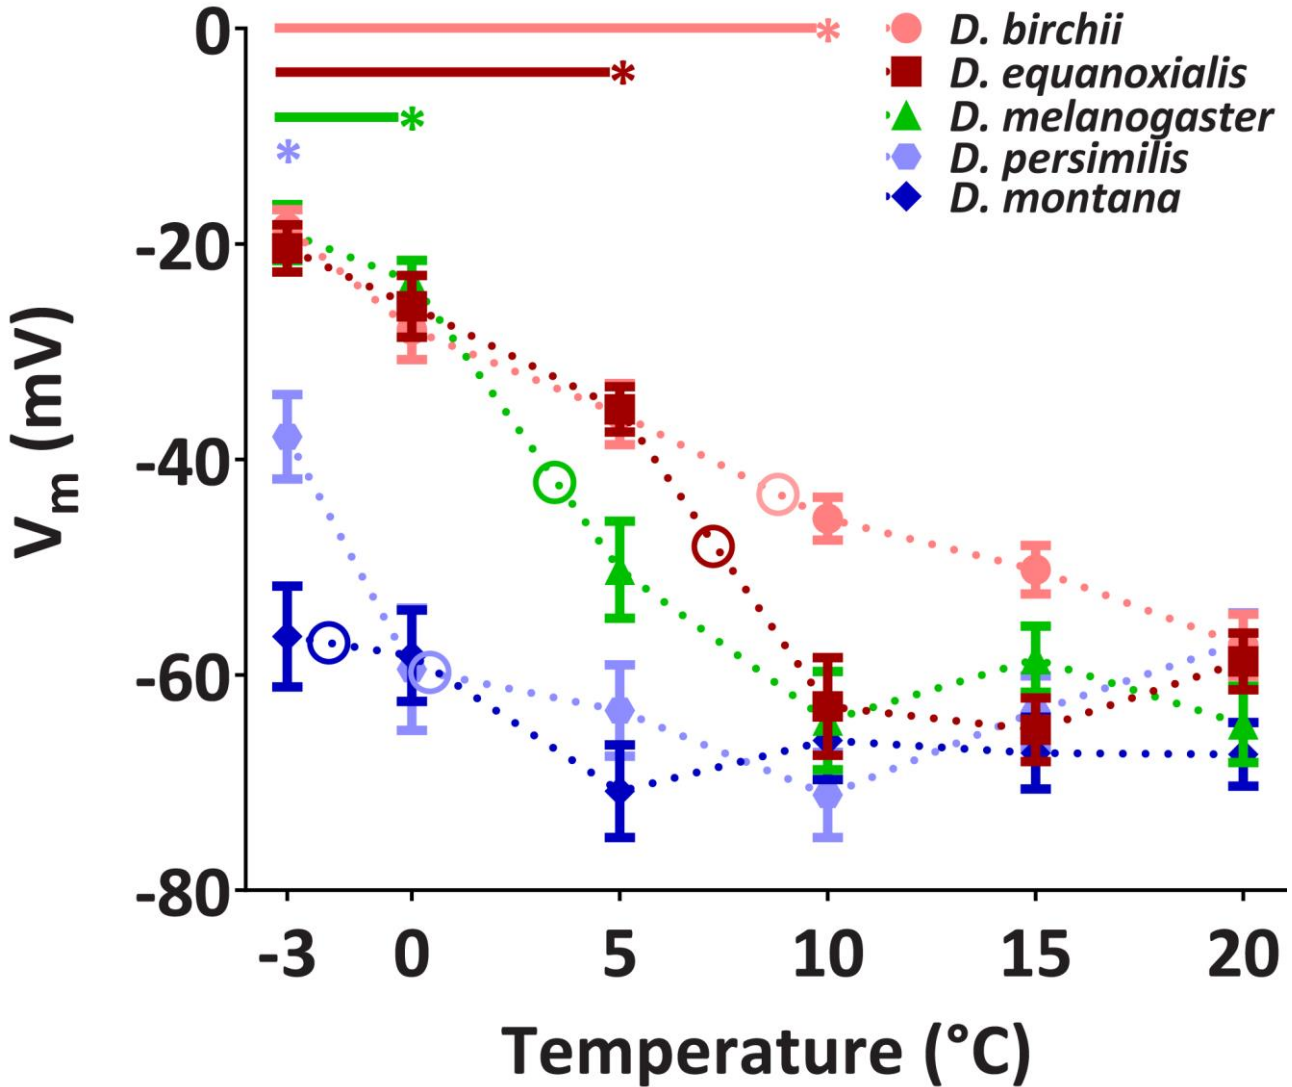 0
-20
-40
-60
-80
Vm (mV)
*
*
*
*
D. birchii
D. equanoxialis
D. melanogaster
D. persimilis
D. montana
-3 0 5 10 15 20
Temperature (°C)